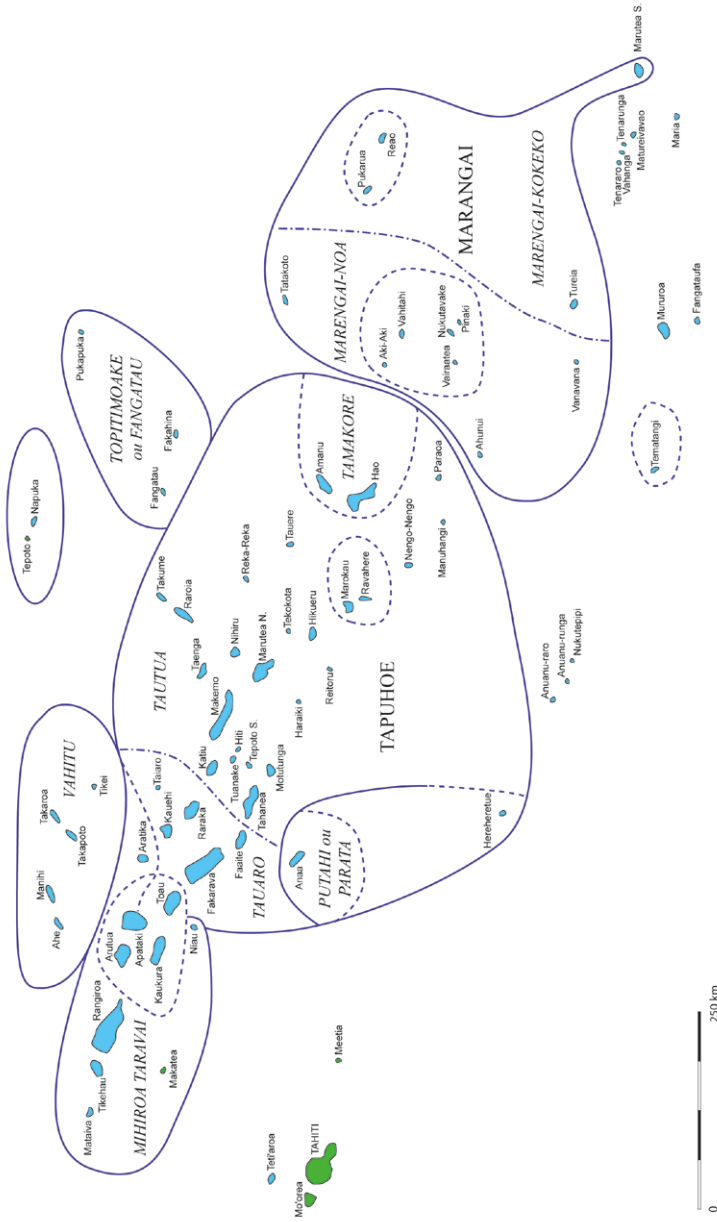 Tepoto
Napuka
Manihi
Ahe
Takaroa
Takapoto
Tikei
VAHITU
Pukapuka
TOPITIMOAKE
ou FANGATAU
Fangatau
Fakahina
Mataiva
Tikehau
Rangiroa
Makatea
MIHIROA TARAVAI
Arutua
Apataki
Kaukura
Toau
Niau
Aratika
Kauehi
Taiaro
Raraka
Fakarava
Faaite
TAUARO
TAUTUA
Takume
Raroia
Taenga
Makemo
Nihiru
Marutea N.
Katiu
Tuanake
Hiti
Tepoto S.
Tahanea
Motutunga
Reka-Reka
Tauere
Tekokota
Hikueru
Haraiki
Reitoru
Marokau
Ravahere
TAPUHOE
Anaa
PUTAHI ou
PARATA
Hereheretue
TAMAKORE
Amanu
Hao
Nengo-Nengo
Paraoa
Manuhangi
Ahunui
Tatakoto
MARENGAI-NOA
Pukarua
Reao
Aki-Aki
Vahitahi
Nukutavake
Vairaatea
Pinaki
MARANGAI
MARENGAI-KOKEKO
Tureia
Vanavana
Marutea S.
Tenararo
Vahanga
Tenarunga
Matureivavao
Maria
Mururoa
Fangataufa
Tematangi
Anuanu-raro
Anuanu-runga
Nukutepipi
Teti'aroa
Mo'orea
TAHITI
Meetia
0
250 km